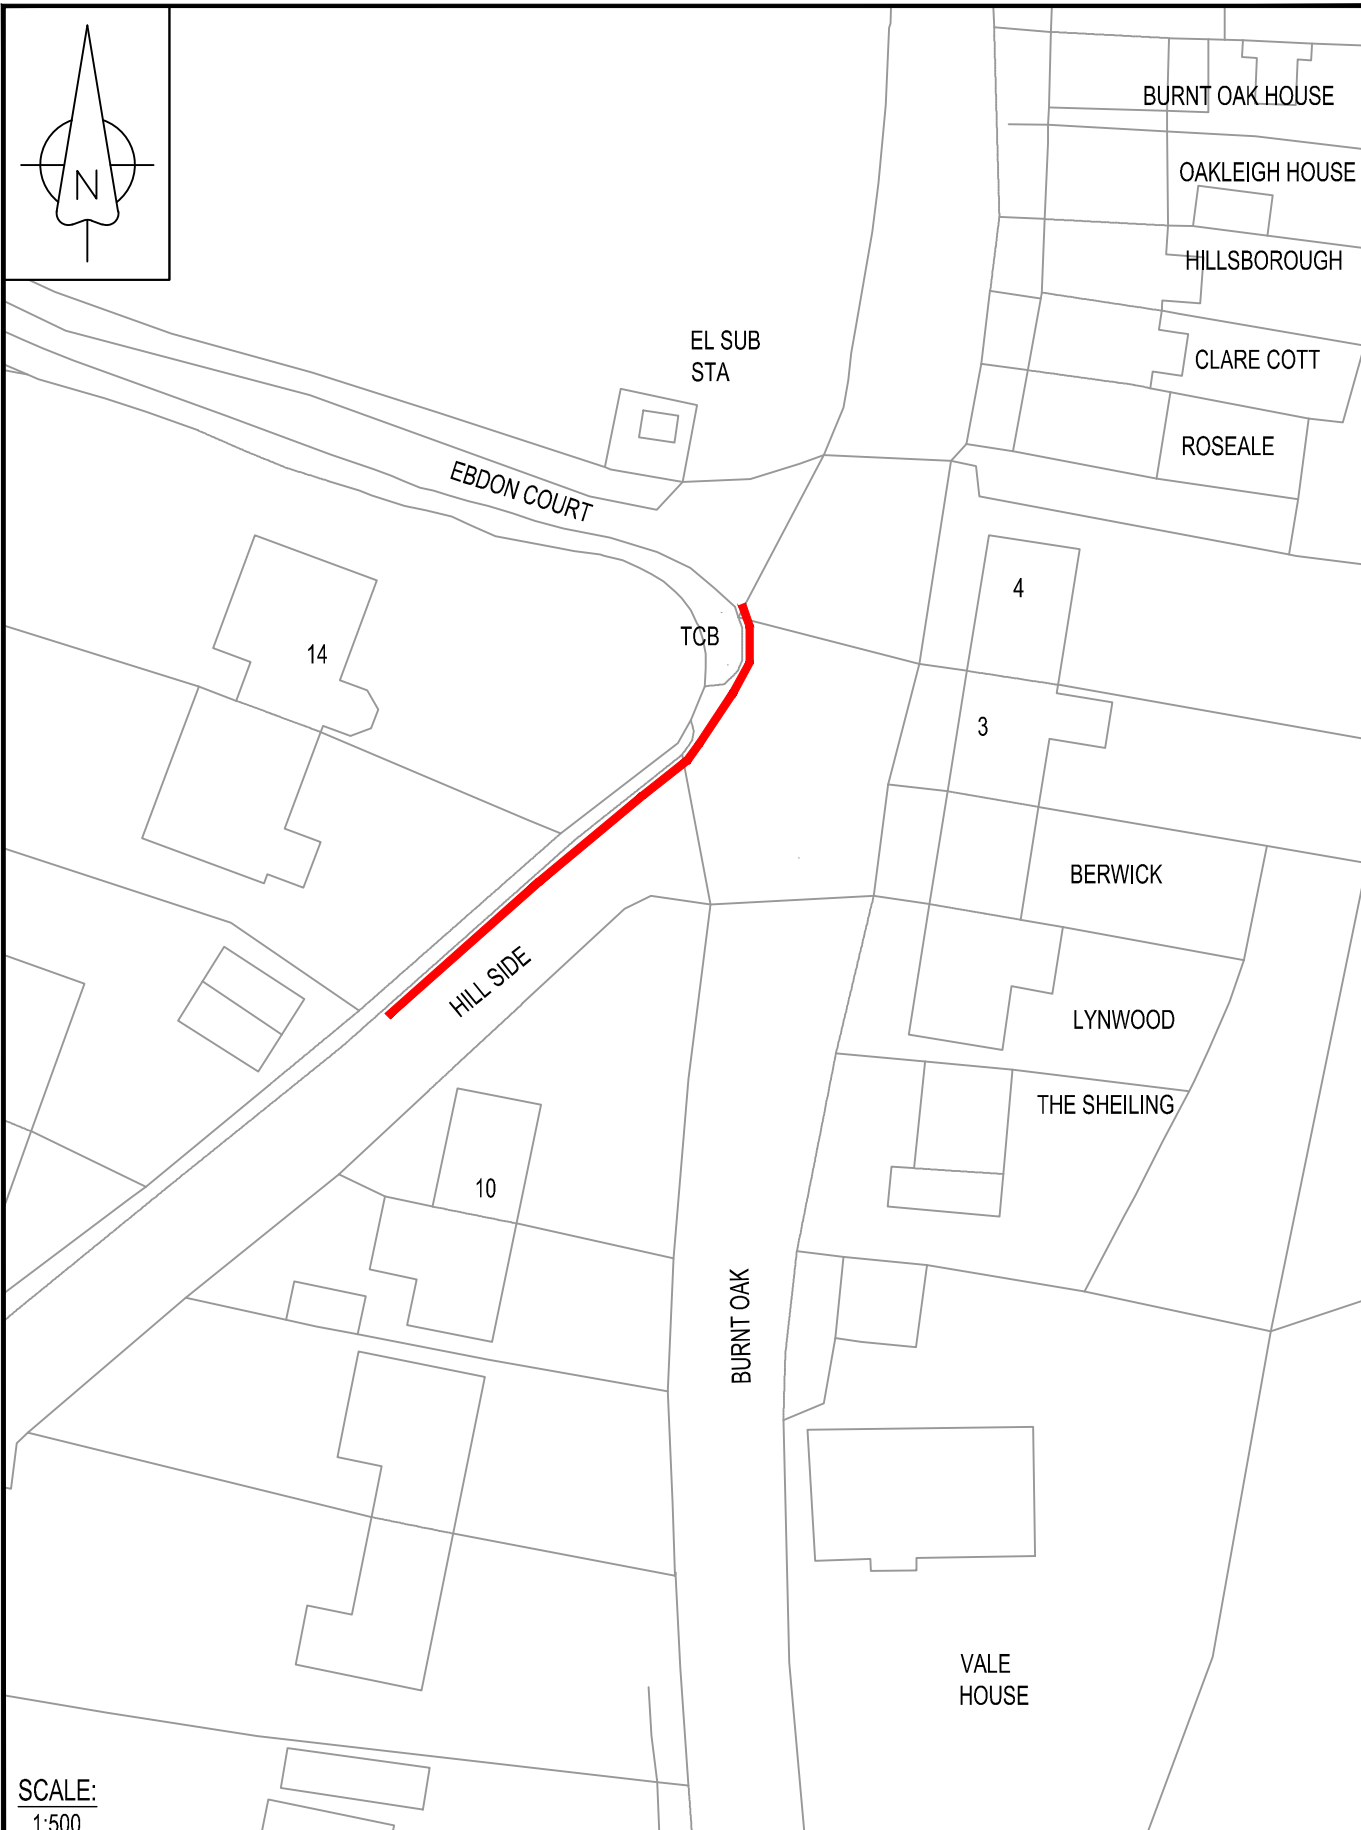 N
BURNT OAK HOUSE
OAKLEIGH HOUSE
HILLSBOROUGH
EL SUB
STA
CLARE COTT
ROSEALE
EBDON COURT
4
TCB
14
3
BERWICK
HILL SIDE
LYNWOOD
THE SHEILING
10
BURNT OAK
VALE
HOUSE
SCALE:
1:500